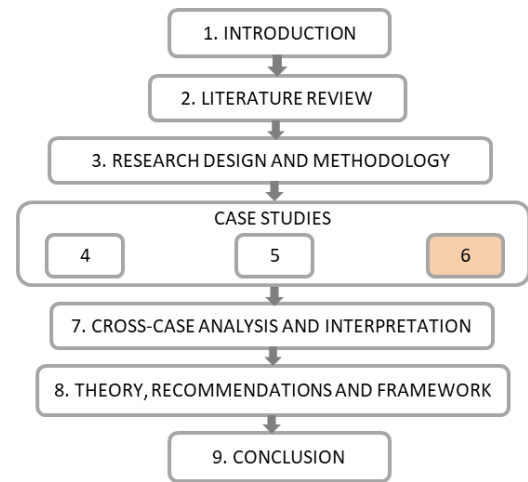 1. INTRODUCTION
2. LITERATURE REVIEW
3. RESEARCH DESIGN AND METHODOLOGY
CASE STUDIES
4 5 6
7. CROSS-CASE ANALYSIS AND INTERPRETATION
8. THEORY, RECOMMENDATIONS AND FRAMEWORK
9. CONCLUSION